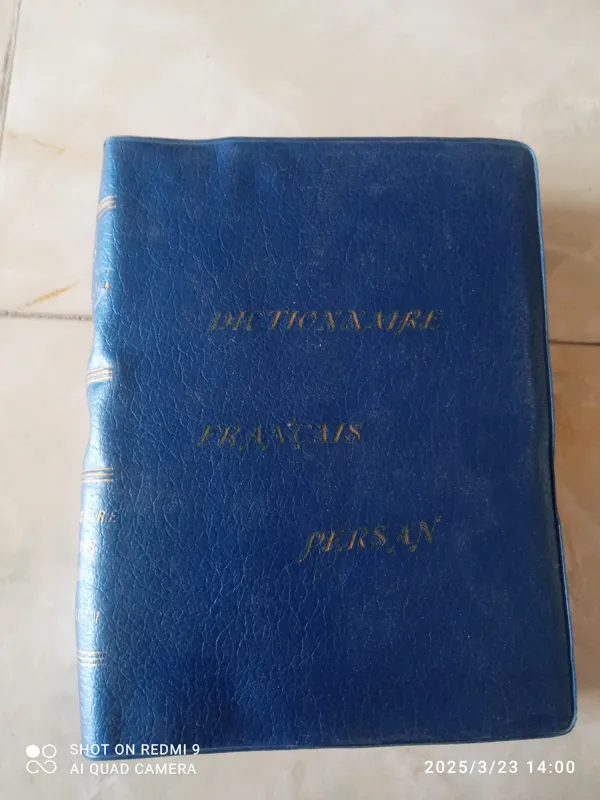 DICTIONNAIRE
FRANÇAIS
PERSAN
SHOT ON REDMI 9
AI QUAD CAMERA
2025/3/23 14:00